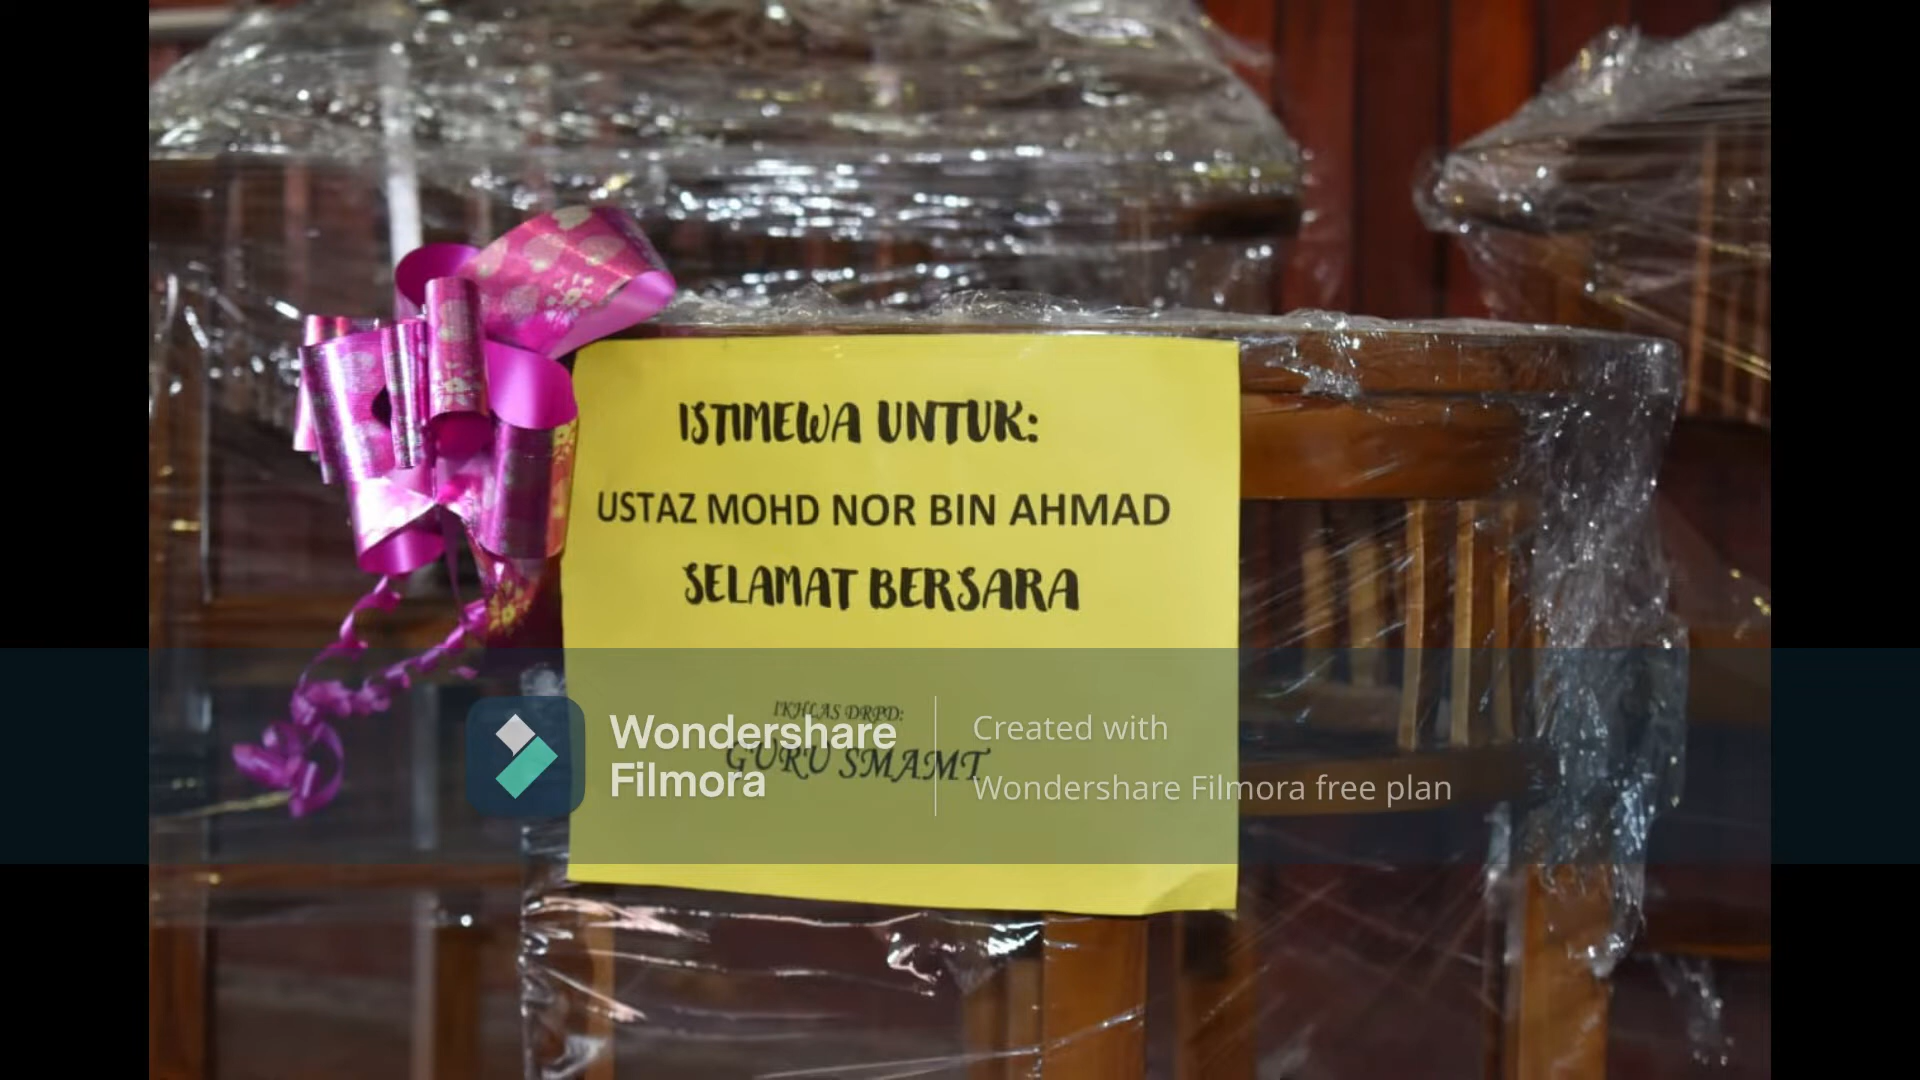 ISTIMEWA UNTUK:
USTAZ MOHD NOR BIN AHMAD
SELAMAT BERSARA
IKHLAS DRPD:
GURU SMAMT
Wondershare
Filmora
Created with
Wondershare Filmora free plan